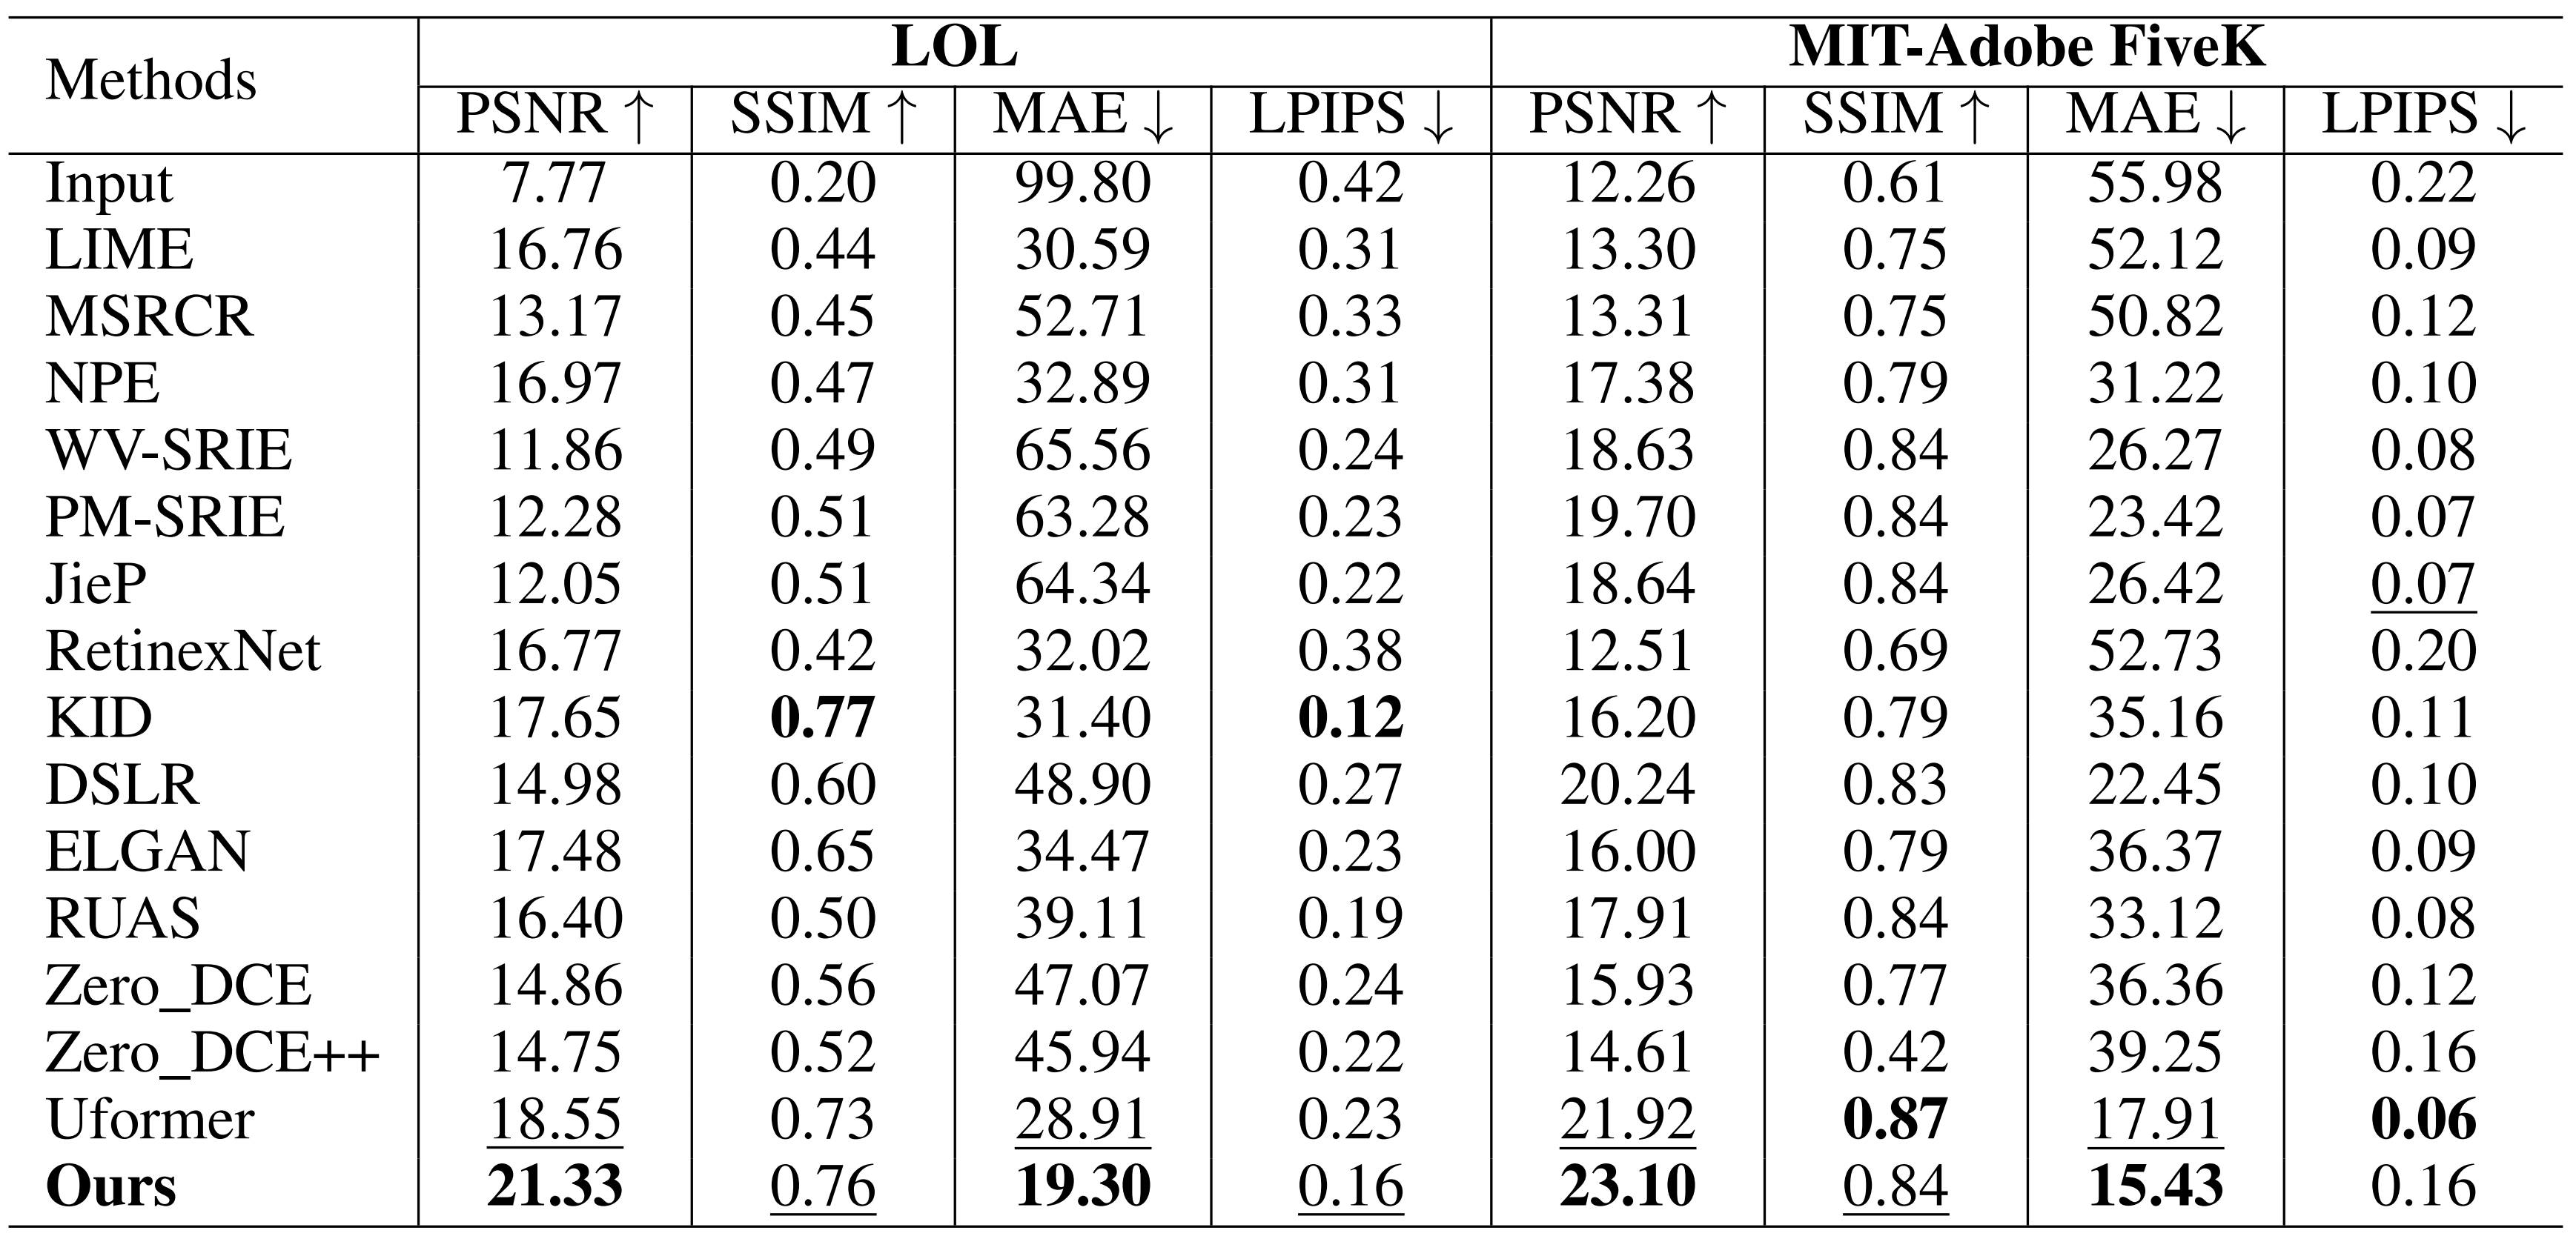 Methods LOL MIT-Adobe FiveK
PSNR ↑ SSIM ↑ MAE ↓ LPIPS ↓ PSNR ↑ SSIM ↑ MAE ↓ LPIPS ↓
Input 7.77 0.20 99.80 0.42 12.26 0.61 55.98 0.22
LIME 16.76 0.44 30.59 0.31 13.30 0.75 52.12 0.09
MSRCR 13.17 0.45 52.71 0.33 13.31 0.75 50.82 0.12
NPE 16.97 0.47 32.89 0.31 17.38 0.79 31.22 0.10
WV-SRIE 11.86 0.49 65.56 0.24 18.63 0.84 26.27 0.08
PM-SRIE 12.28 0.51 63.28 0.23 19.70 0.84 23.42 0.07
JieP 12.05 0.51 64.34 0.22 18.64 0.84 26.42 0.07
RetinexNet 16.77 0.42 32.02 0.38 12.51 0.69 52.73 0.20
KID 17.65 0.77 31.40 0.12 16.20 0.79 35.16 0.11
DSLR 14.98 0.60 48.90 0.27 20.24 0.83 22.45 0.10
ELGAN 17.48 0.65 34.47 0.23 16.00 0.79 36.37 0.09
RUAS 16.40 0.50 39.11 0.19 17.91 0.84 33.12 0.08
Zero_DCE 14.86 0.56 47.07 0.24 15.93 0.77 36.36 0.12
Zero_DCE++ 14.75 0.52 45.94 0.22 14.61 0.42 39.25 0.16
Uformer 18.55 0.73 28.91 0.23 21.92 0.87 17.91 0.06
Ours 21.33 0.76 19.30 0.16 23.10 0.84 15.43 0.16